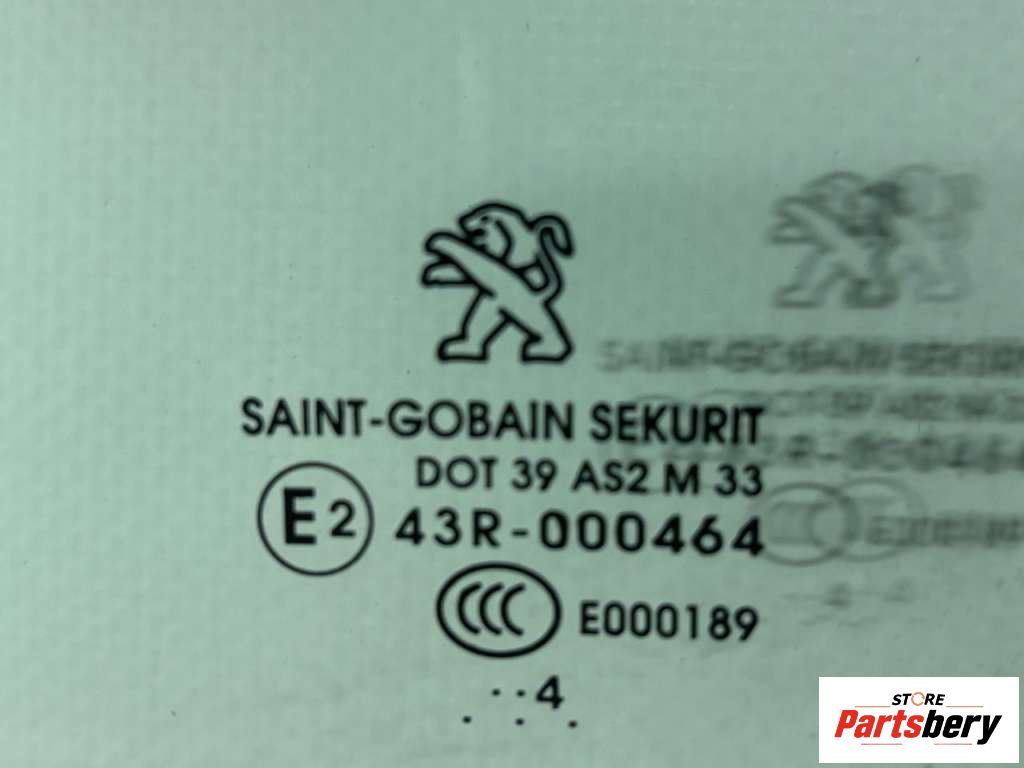 SAINT-GOBAIN SEKURIT
DOT 39 AS2 M 33
E2 43R-000464
CCC E000189
. . 4
. . .
STORE
Partsbery